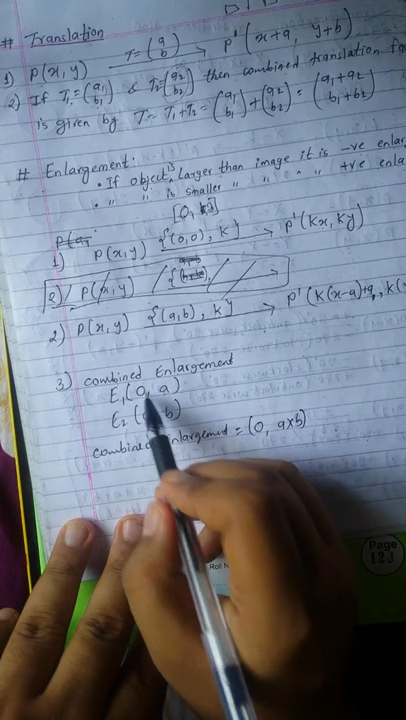 # Translation
1) P(x, y) T=(a b) → P'(x+a, y+b)
2) If T₁=(a₁ b₁) & T₂=(a₂ b₂) then combined translation
is given by T= T₁+T₂ = (a₁ b₁)+(a₂ b₂) = (a₁+a₂ b₁+b₂)
# Enlargement:
• If object is larger than image it is -ve enlar
• " " is smaller " " " " +ve enla
[0, k]
1) P(x,y) {(0,0), k} → P'(kx, ky)
2) P(x,y)
2) P(x,y) {(a,b), k} → P'(k(x-a)+a, k(
3) combined Enlargement
E₁(0, a)
E₂ ( b)
combined enlargement = (0, axb)
Page
Roll N